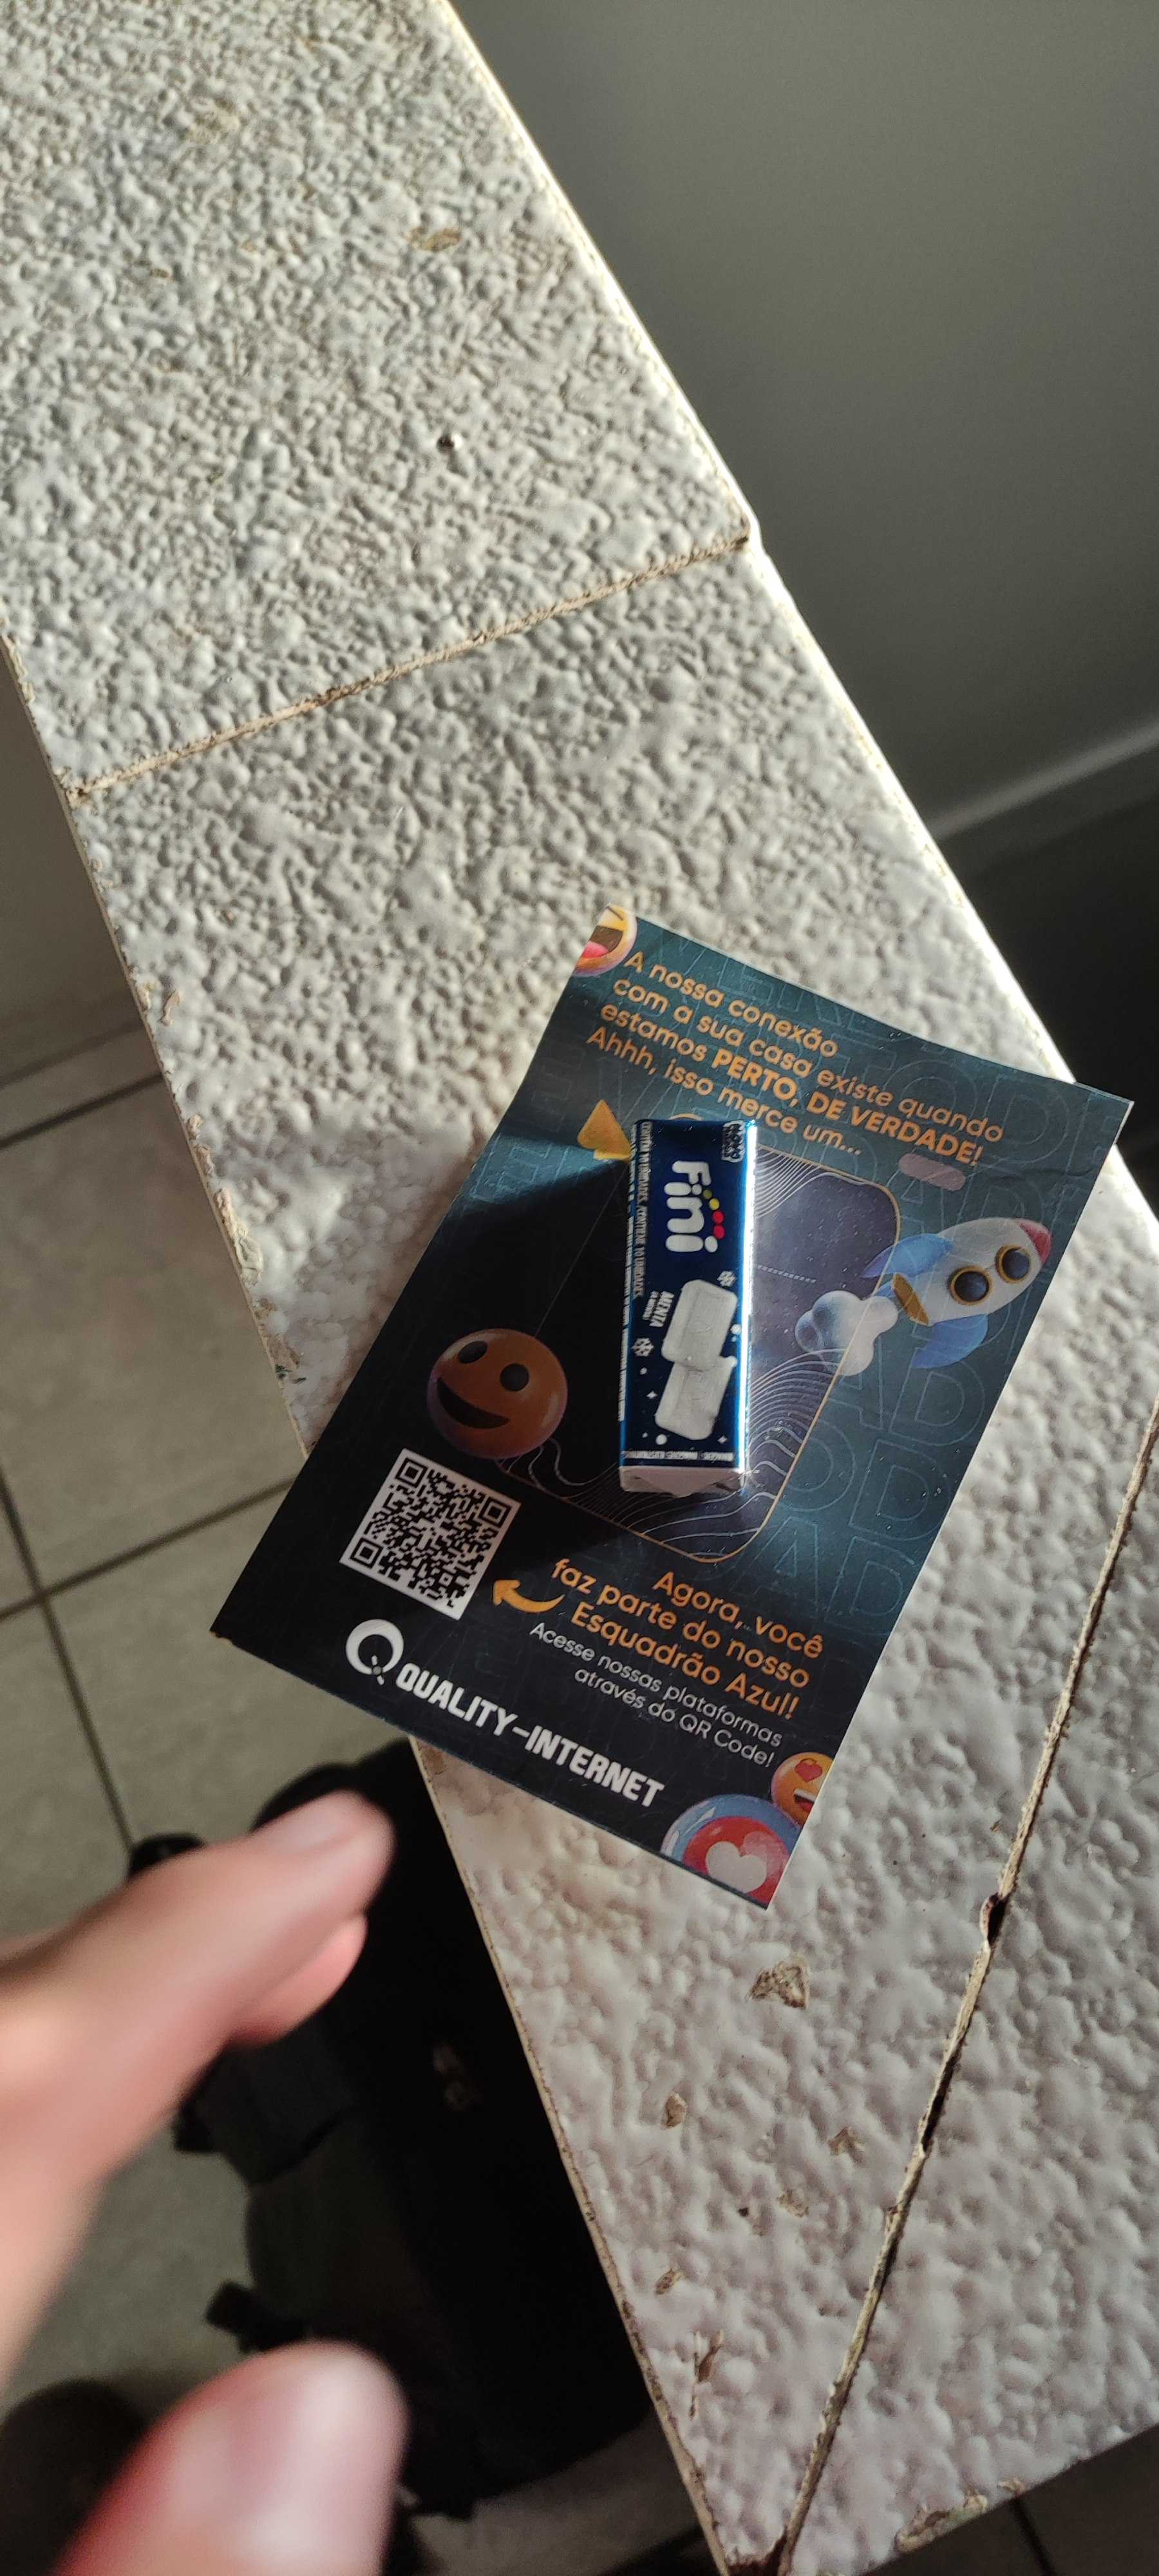 A nossa conexão
com a sua casa existe quando
estamos PERTO, DE VERDADE!
Ahhh, isso merce um...
Fini
MENTA
Agora, você
faz parte do nosso
Esquadrão Azul!
Acesse nossas plataformas
através do QR Code!
QUALITY-INTERNET